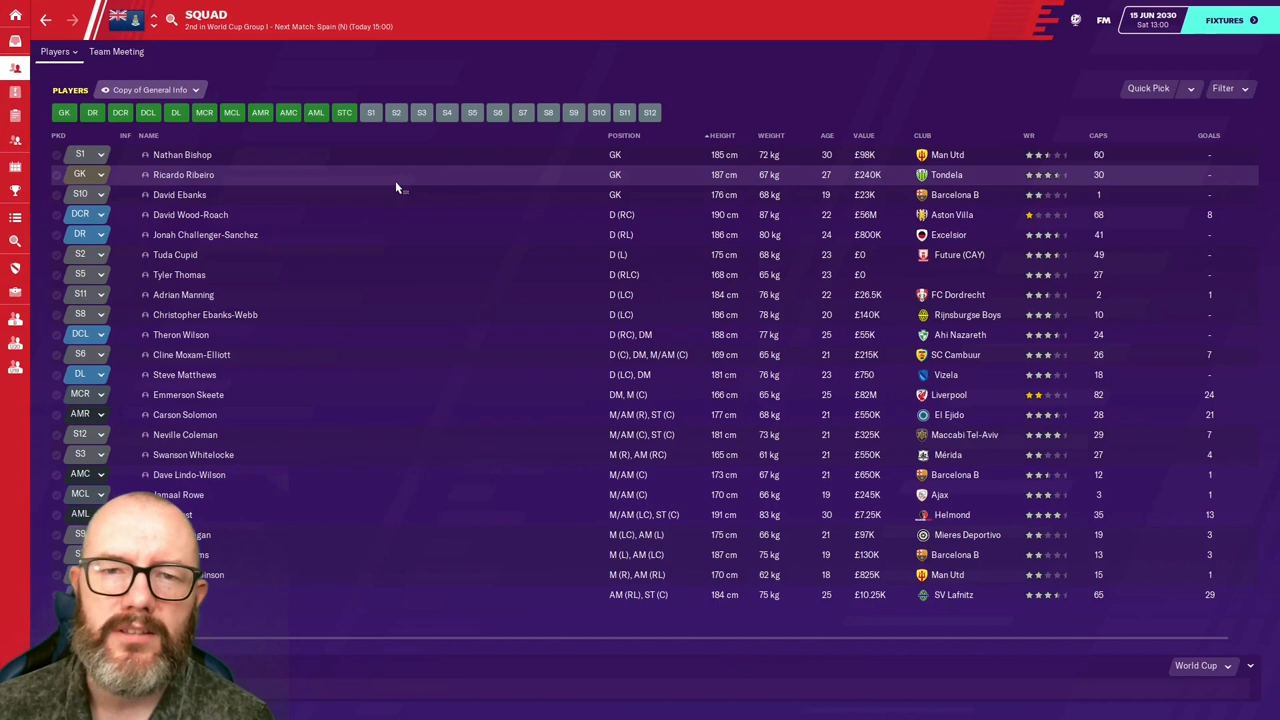 SQUAD
2nd in World Cup Group I - Next Match: Spain (N) (Today 15:00)
FM
15 JUN 2030
Sat 13:00
FIXTURES
Players
Team Meeting
PLAYERS
Copy of General Info
Quick Pick
Filter
GK DR DCR DCL DL MCR MCL AMR AMC AML STC S1 S2 S3 S4 S5 S6 S7 S8 S9 S10 S11 S12
PKD INF NAME POSITION HEIGHT WEIGHT AGE VALUE CLUB WR CAPS GOALS
S1 Nathan Bishop GK 185 cm 72 kg 30 £98K Man Utd 60 -
GK Ricardo Ribeiro GK 187 cm 67 kg 27 £240K Tondela 30 -
S10 David Ebanks GK 176 cm 68 kg 19 £23K Barcelona B 1 -
DCR David Wood-Roach D (RC) 190 cm 87 kg 22 £56M Aston Villa 68 8
DR Jonah Challenger-Sanchez D (RL) 186 cm 80 kg 24 £800K Excelsior 41 -
S2 Tuda Cupid D (L) 175 cm 68 kg 23 £0 Future (CAY) 49 -
S5 Tyler Thomas D (RLC) 168 cm 65 kg 23 £0 27 -
S11 Adrian Manning D (LC) 184 cm 76 kg 22 £26.5K FC Dordrecht 2 1
S8 Christopher Ebanks-Webb D (LC) 186 cm 78 kg 20 £140K Rijnsburgse Boys 10 -
DCL Theron Wilson D (RC), DM 188 cm 77 kg 25 £55K Ahi Nazareth 24 -
S6 Cline Moxam-Elliott D (C), DM, M/AM (C) 169 cm 65 kg 21 £215K SC Cambuur 26 7
DL Steve Matthews D (LC), DM 181 cm 76 kg 23 £750 Vizela 18 -
MCR Emmerson Skeete DM, M (C) 166 cm 65 kg 25 £82M Liverpool 82 24
AMR Carson Solomon M/AM (R), ST (C) 177 cm 68 kg 21 £550K El Ejido 28 21
S12 Neville Coleman M/AM (C), ST (C) 181 cm 73 kg 21 £325K Maccabi Tel-Aviv 29 7
S3 Swanson Whitelocke M (R), AM (RC) 165 cm 61 kg 21 £550K Mérida 27 4
AMC Dave Lindo-Wilson M/AM (C) 173 cm 67 kg 21 £650K Barcelona B 12 1
MCL Jamaal Rowe M/AM (C) 170 cm 66 kg 19 £245K Ajax 3 1
AML M/AM (LC), ST (C) 191 cm 83 kg 30 £7.25K Helmond 35 13
S9 M (LC), AM (L) 175 cm 66 kg 21 £97K Mieres Deportivo 19 3
M (L), AM (LC) 187 cm 75 kg 19 £130K Barcelona B 13 3
M (R), AM (RL) 170 cm 62 kg 18 £825K Man Utd 15 1
AM (RL), ST (C) 184 cm 75 kg 25 £10.25K SV Lafnitz 65 29
World Cup